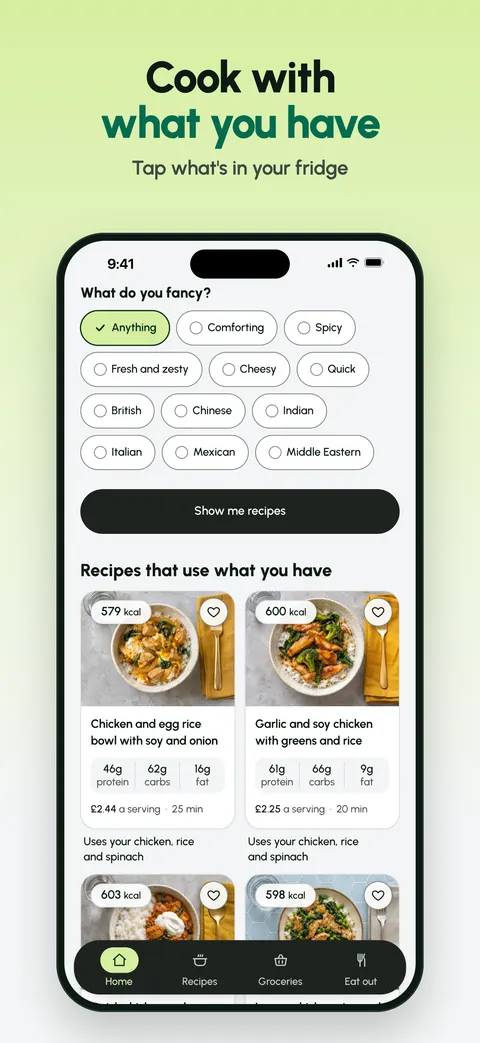 Cook with
what you have
Tap what's in your fridge
9:41
What do you fancy?
Anything
Comforting
Spicy
Fresh and zesty
Cheesy
Quick
British
Chinese
Indian
Italian
Mexican
Middle Eastern
Show me recipes
Recipes that use what you have
579 kcal
Chicken and egg rice
bowl with soy and onion
46g
protein
62g
carbs
16g
fat
£2.44 a serving · 25 min
Uses your chicken, rice
and spinach
600 kcal
Garlic and soy chicken
with greens and rice
61g
protein
66g
carbs
9g
fat
£2.25 a serving · 20 min
Uses your chicken, rice
and spinach
603 kcal
598 kcal
Home
Recipes
Groceries
Eat out